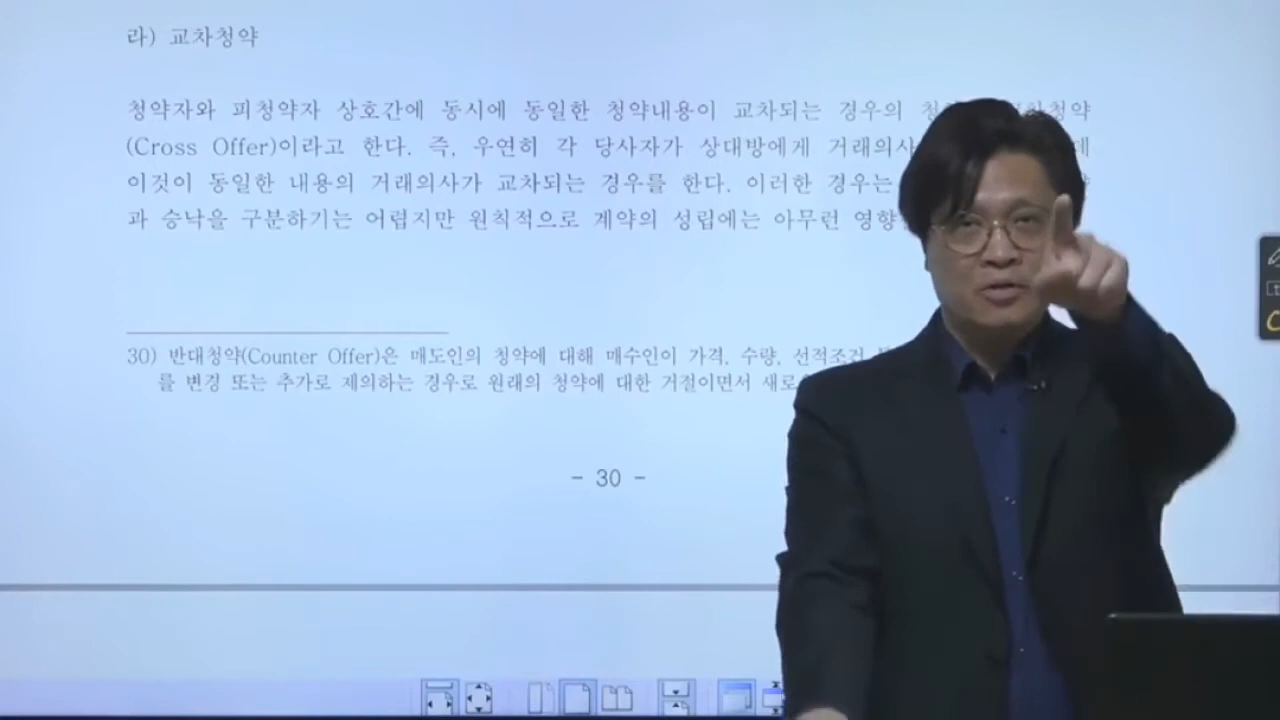 라) 교차청약
청약자와 피청약자 상호간에 동시에 동일한 청약내용이 교차되는 경우의
(Cross Offer)이라고 한다. 즉, 우연히 각 당사자가 상대방에게 거래의사
이것이 동일한 내용의 거래의사가 교차되는 경우를 한다. 이러한 경우는
과 승낙을 구분하기는 어렵지만 원칙적으로 계약의 성립에는 아무런 영향
30) 반대청약(Counter Offer)은 매도인의 청약에 대해 매수인이 가격, 수량, 선적조건
를 변경 또는 추가로 제의하는 경우로 원래의 청약에 대한 거절이면서
- 30 -